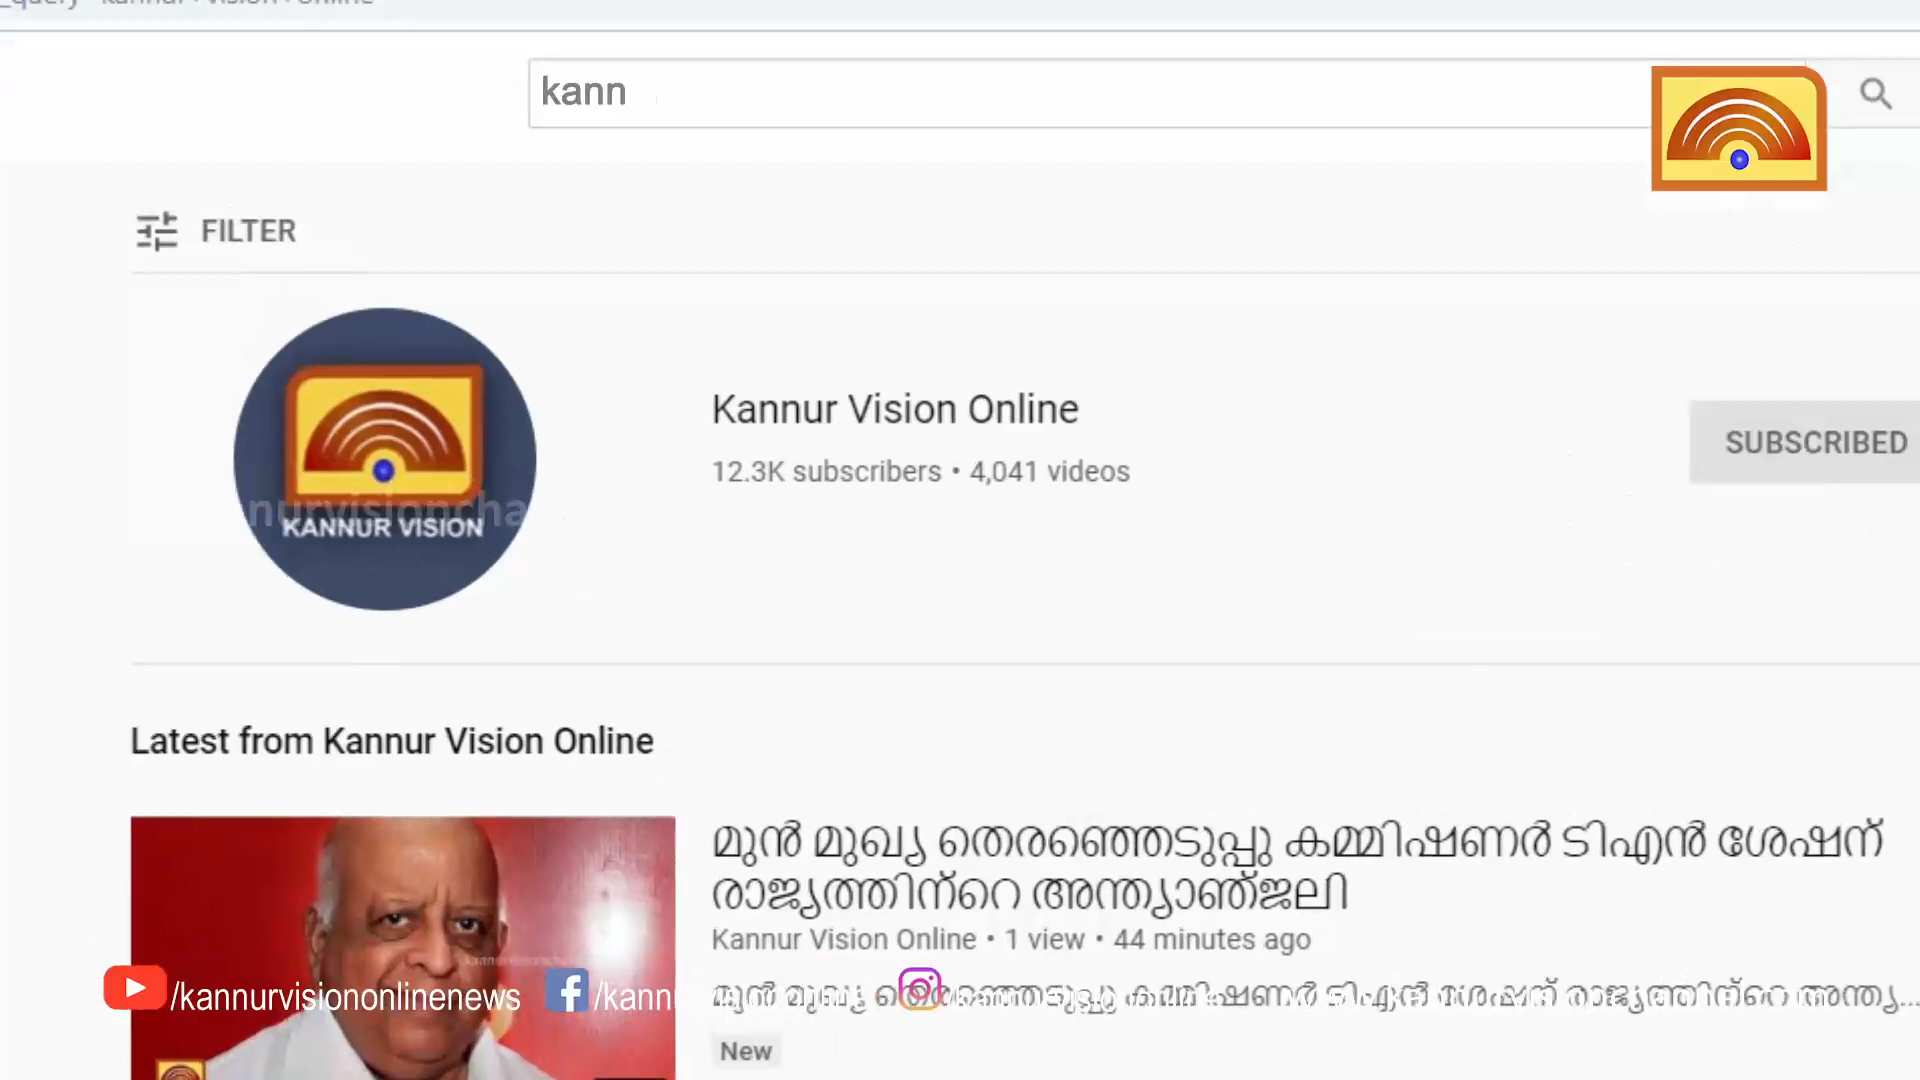 kann
FILTER
KANNUR VISION
Kannur Vision Online
12.3K subscribers • 4,041 videos
SUBSCRIBED
Latest from Kannur Vision Online
മുൻ മുഖ്യ തെരഞ്ഞെടുപ്പു കമ്മിഷണർ ടിഎൻ ശേഷന്
രാജ്യത്തിന്റെ അന്ത്യാഞ്ജലി
Kannur Vision Online • 1 view • 44 minutes ago
/kannurvisiononlinenews
New